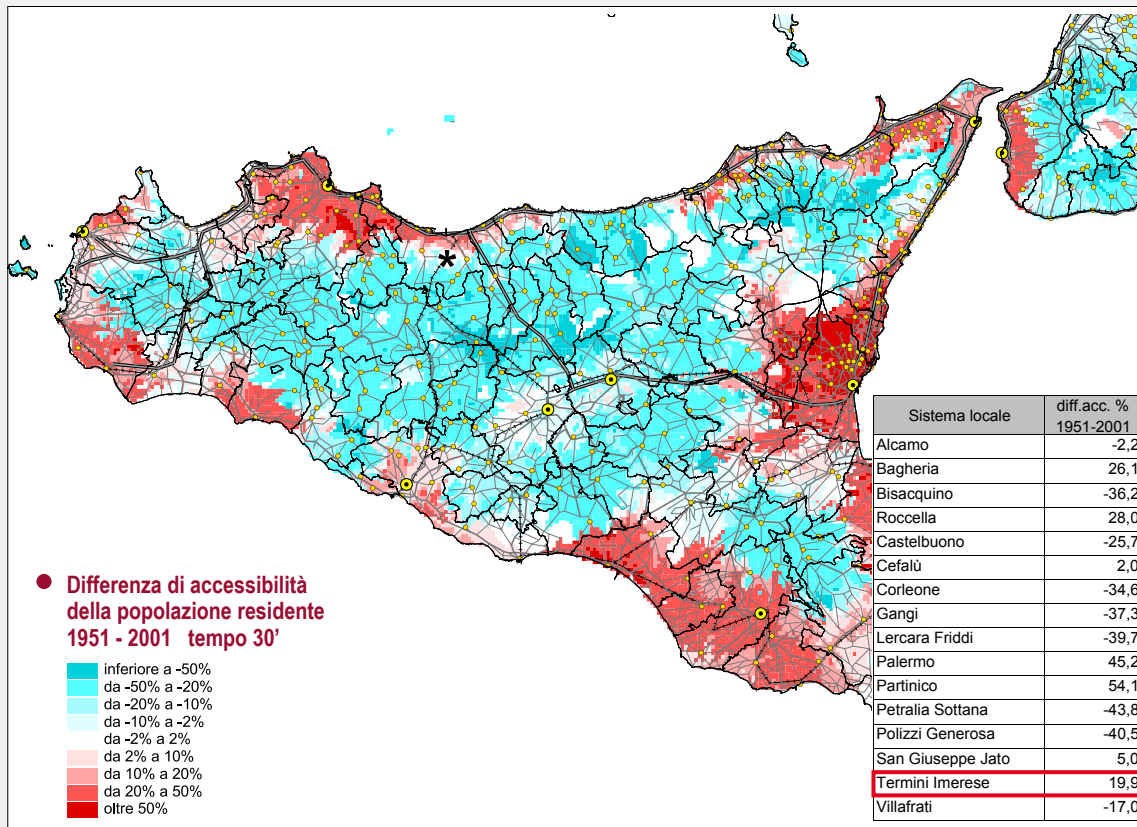 *
Differenza di accessibilità
della popolazione residente
1951 - 2001 tempo 30'
inferiore a -50%
da -50% a -20%
da -20% a -10%
da -10% a -2%
da -2% a 2%
da 2% a 10%
da 10% a 20%
da 20% a 50%
oltre 50%
Sistema locale diff.acc. %
1951-2001
Alcamo -2,2
Bagheria 26,1
Bisacquino -36,2
Roccella 28,0
Castelbuono -25,7
Cefalù 2,0
Corleone -34,6
Gangi -37,3
Lercara Friddi -39,7
Palermo 45,2
Partinico 54,1
Petralia Sottana -43,8
Polizzi Generosa -40,5
San Giuseppe Jato 5,0
Termini Imerese 19,9
Villafrati -17,0